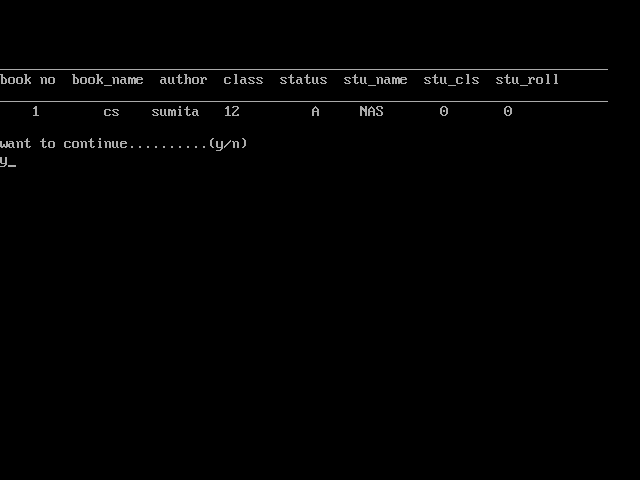 book no  book_name  author  class  status  stu_name  stu_cls  stu_roll
1  cs  sumita  12  A  NAS  0  0
want to continue..........(y/n)
y_